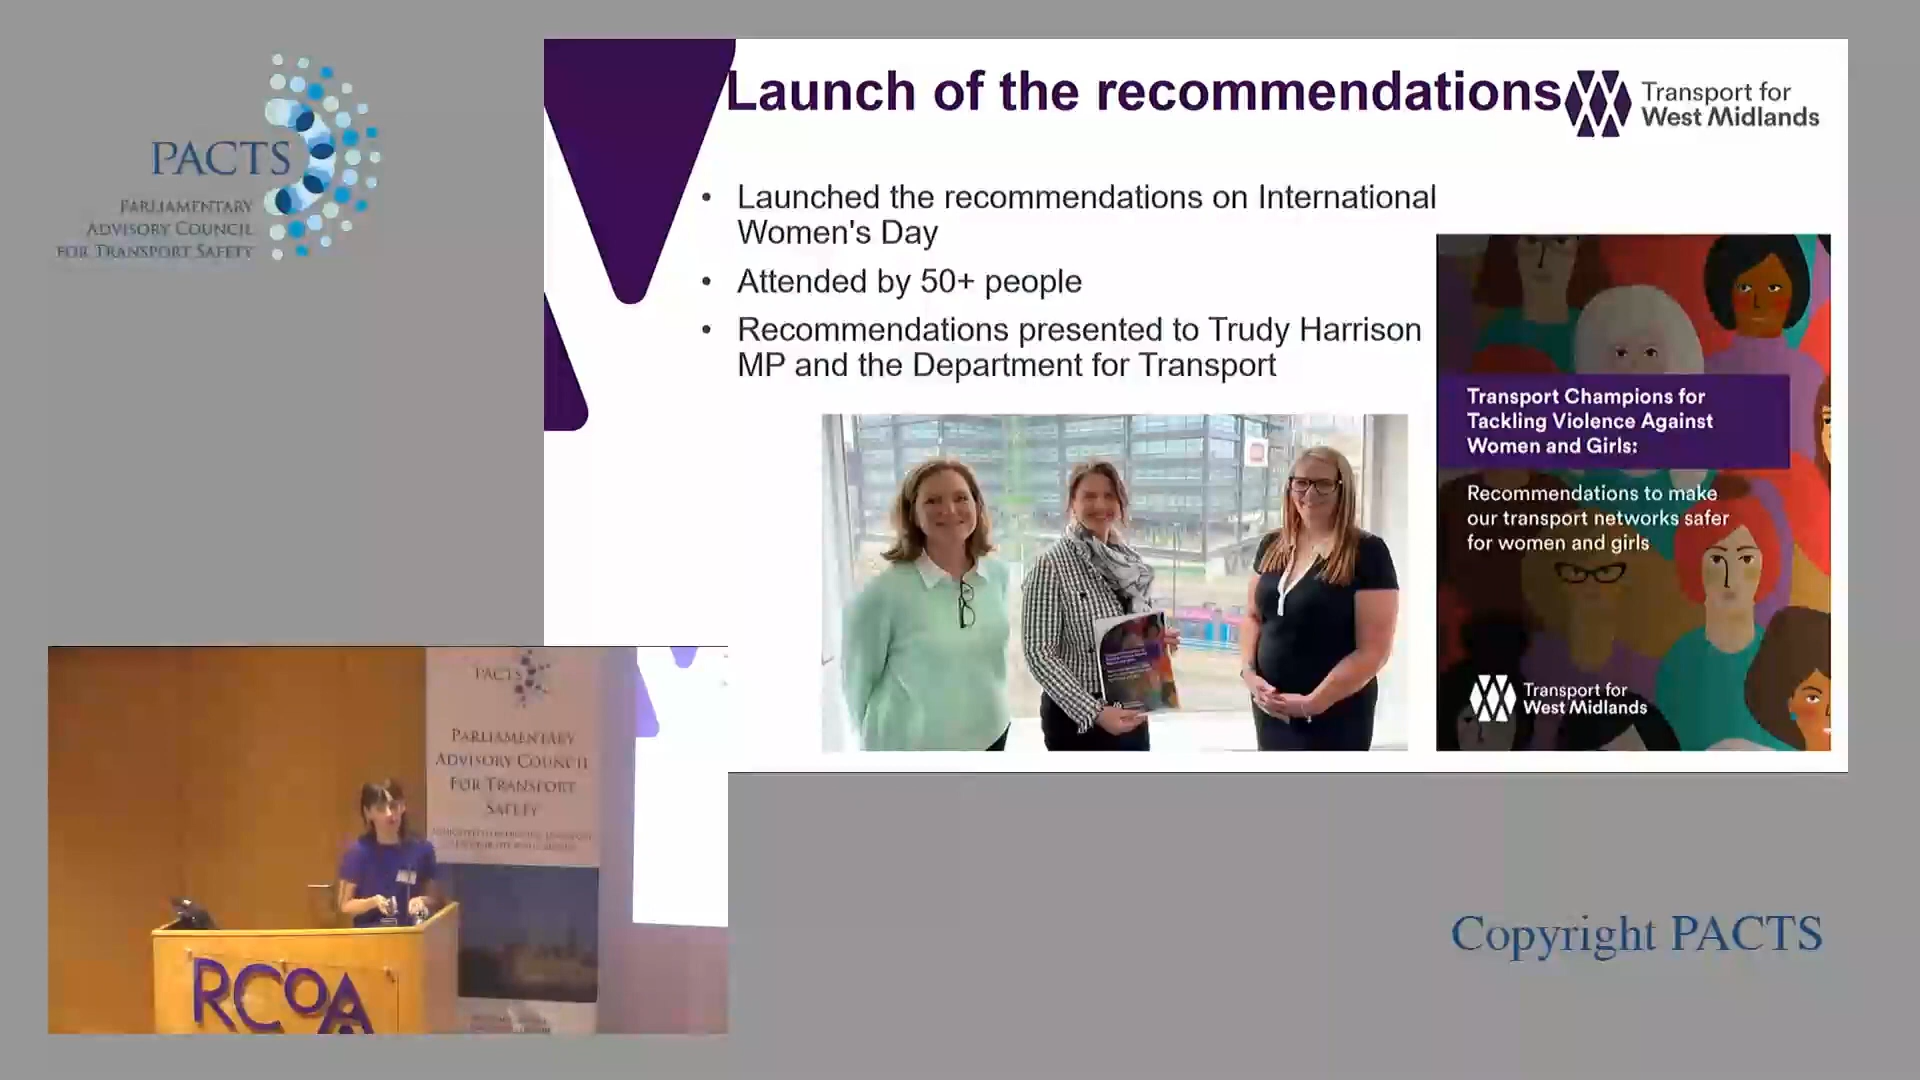 PACTS
PARLIAMENTARY
ADVISORY COUNCIL
FOR TRANSPORT SAFETY
Launch of the recommendations
Transport for
West Midlands
• Launched the recommendations on International
Women's Day
• Attended by 50+ people
• Recommendations presented to Trudy Harrison
MP and the Department for Transport
Transport Champions for
Tackling Violence Against
Women and Girls:
Recommendations to make
our transport networks safer
for women and girls
Transport for
West Midlands
PACTS
PARLIAMENTARY
ADVISORY COUNCIL
FOR TRANSPORT
SAFETY
RCOA
Copyright PACTS